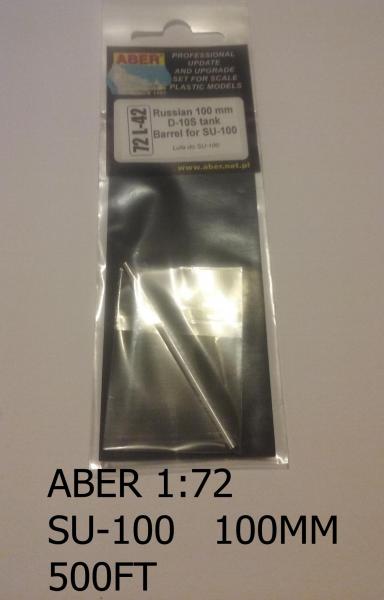 ABER
PROFESSIONAL
UPDATE
AND UPGRADE
SET FOR SCALE
PLASTIC MODELS
72 L-42
Russian 100 mm
D-10S tank
Barrel for SU-100
Lufa do SU-100
www.aber.net.pl
ABER 1:72
SU-100 100MM
500FT